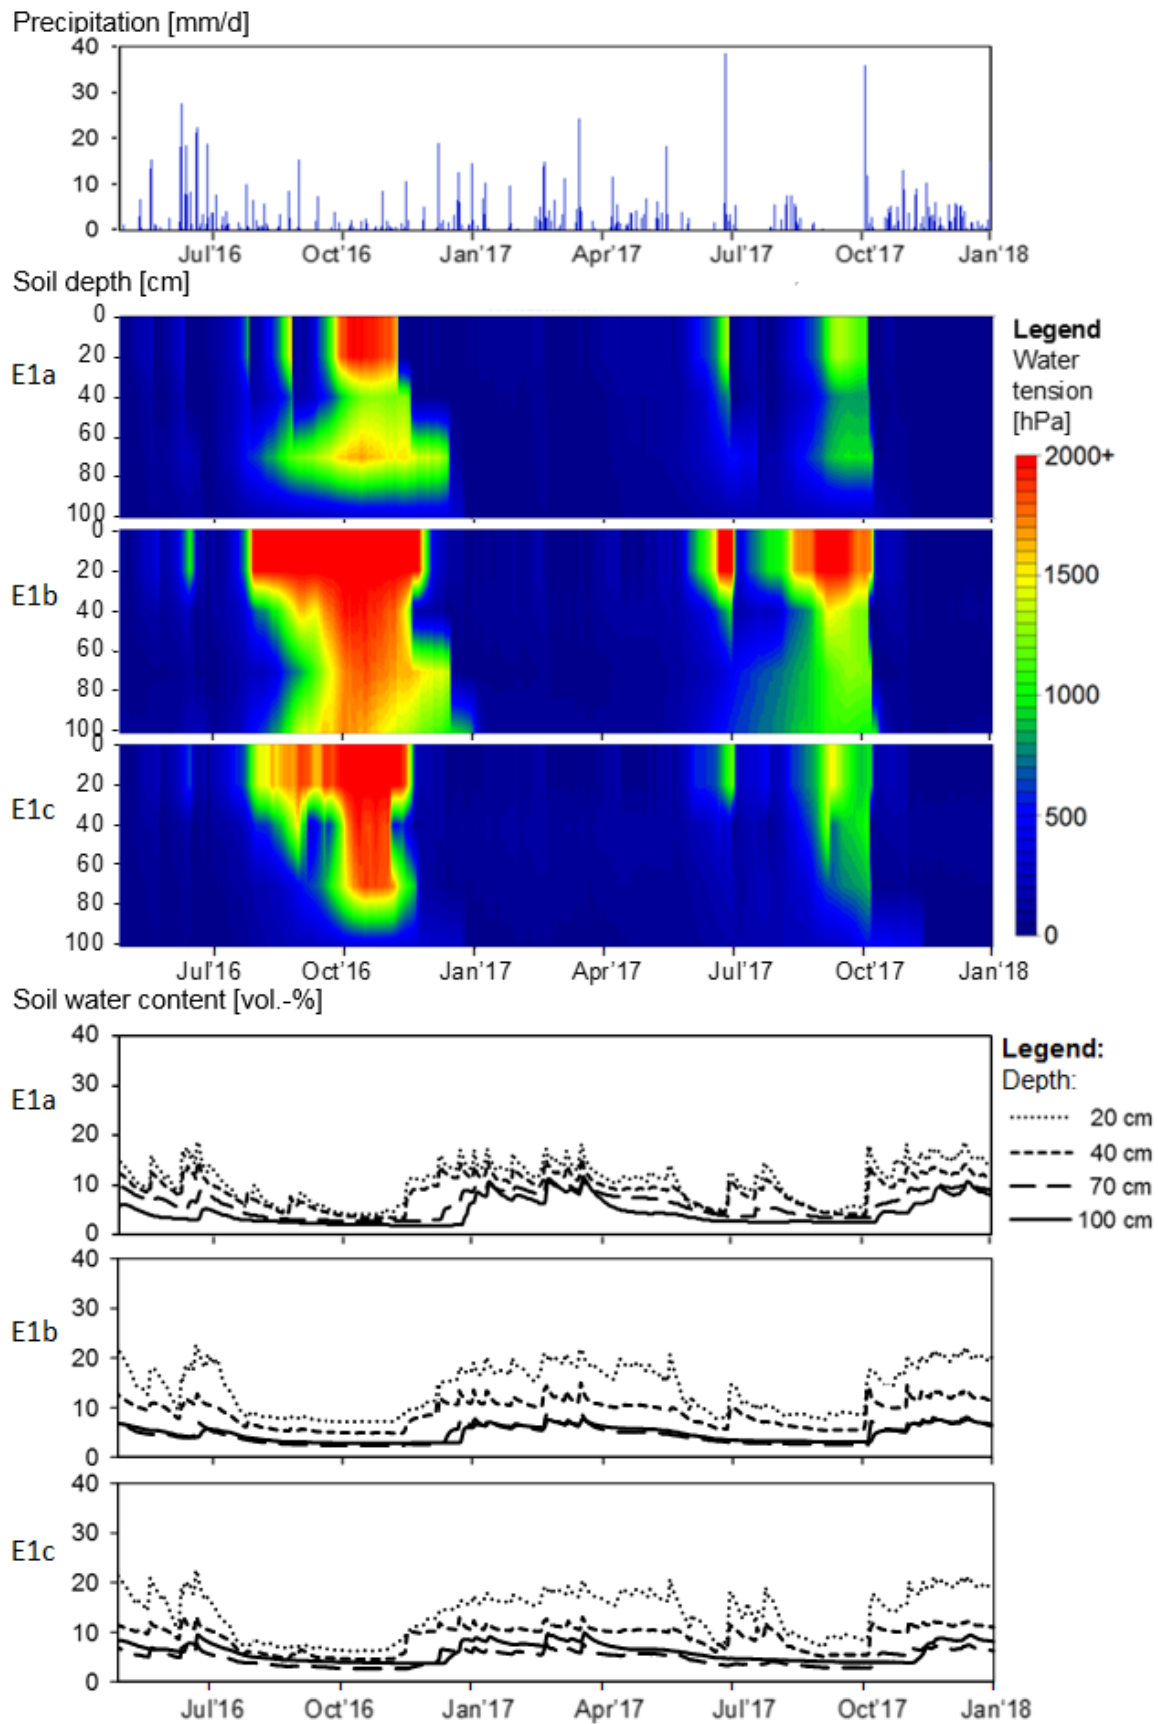 Precipitation [mm/d]
40
30
20
10
0
Jul'16 Oct'16 Jan'17 Apr'17 Jul'17 Oct'17 Jan'18
Soil depth [cm]
E1a
0
20
40
60
80
100
E1b
0
20
40
60
80
100
E1c
0
20
40
60
80
100
Jul'16 Oct'16 Jan'17 Apr'17 Jul'17 Oct'17 Jan'18
Legend
Water
tension
[hPa]
2000+
1500
1000
500
0
Soil water content [vol.-%]
E1a
40
30
20
10
0
E1b
40
30
20
10
0
E1c
40
30
20
10
0
Jul'16 Oct'16 Jan'17 Apr'17 Jul'17 Oct'17 Jan'18
Legend:
Depth:
20 cm
40 cm
70 cm
100 cm